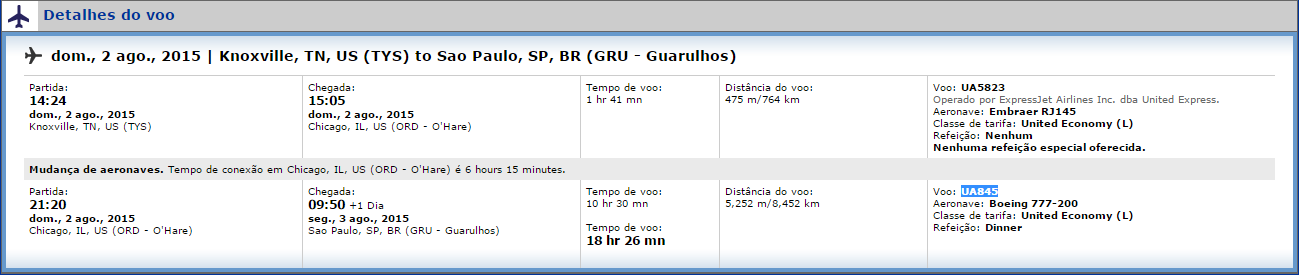 Detalhes do voo
dom., 2 ago., 2015 | Knoxville, TN, US (TYS) to Sao Paulo, SP, BR (GRU - Guarulhos)
Partida:
14:24
dom., 2 ago., 2015
Knoxville, TN, US (TYS)
Chegada:
15:05
dom., 2 ago., 2015
Chicago, IL, US (ORD - O'Hare)
Tempo de voo:
1 hr 41 mn
Distância do voo:
475 m/764 km
Voo: UA5823
Operado por ExpressJet Airlines Inc. dba United Express.
Aeronave: Embraer RJ145
Classe de tarifa: United Economy (L)
Refeição: Nenhum
Nenhuma refeição especial oferecida.
Mudança de aeronaves. Tempo de conexão em Chicago, IL, US (ORD - O'Hare) é 6 hours 15 minutes.
Partida:
21:20
dom., 2 ago., 2015
Chicago, IL, US (ORD - O'Hare)
Chegada:
09:50 +1 Dia
seg., 3 ago., 2015
Sao Paulo, SP, BR (GRU - Guarulhos)
Tempo de voo:
10 hr 30 mn
Tempo de voo:
18 hr 26 mn
Distância do voo:
5,252 m/8,452 km
Voo: UA845
Aeronave: Boeing 777-200
Classe de tarifa: United Economy (L)
Refeição: Dinner